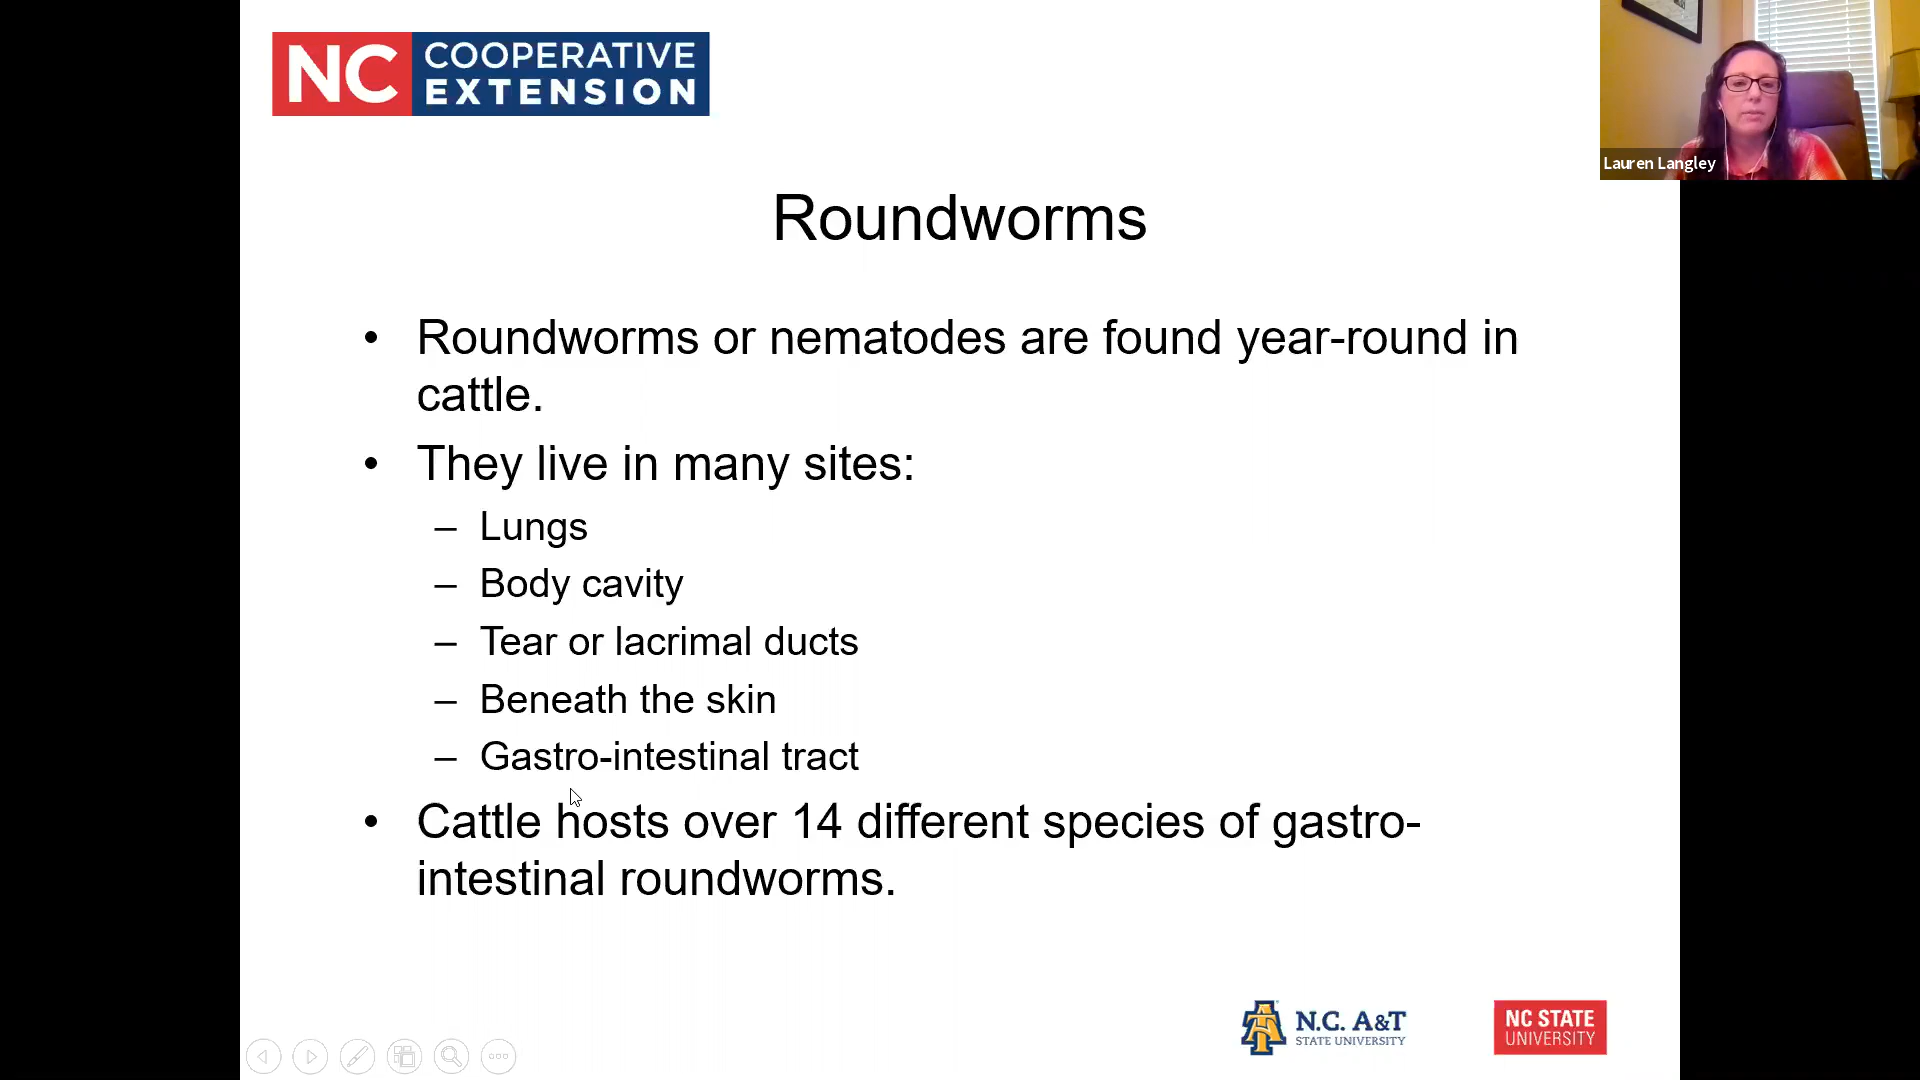 NC COOPERATIVE
EXTENSION
Lauren Langley
Roundworms
• Roundworms or nematodes are found year-round in
cattle.
• They live in many sites:
– Lungs
– Body cavity
– Tear or lacrimal ducts
– Beneath the skin
– Gastro-intestinal tract
• Cattle hosts over 14 different species of gastro-
intestinal roundworms.
N.C. A&T
STATE UNIVERSITY
NC STATE
UNIVERSITY